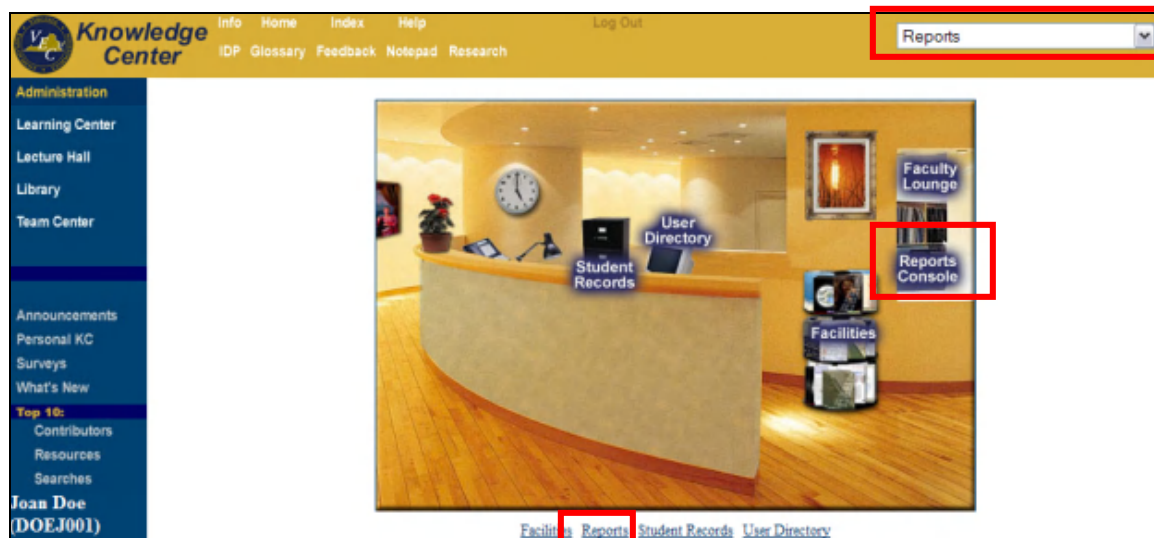 VEC
Knowledge
Center
Info Home Index Help Log Out
IDP Glossary Feedback Notepad Research
Reports
Administration
Learning Center
Lecture Hall
Library
Team Center
Announcements
Personal KC
Surveys
What's New
Top 10:
Contributors
Resources
Searches
Joan Doe
(DOEJ001)
Faculty
Lounge
User
Directory
Student
Records
Reports
Console
Facilities
Facilities Reports Student Records User Directory